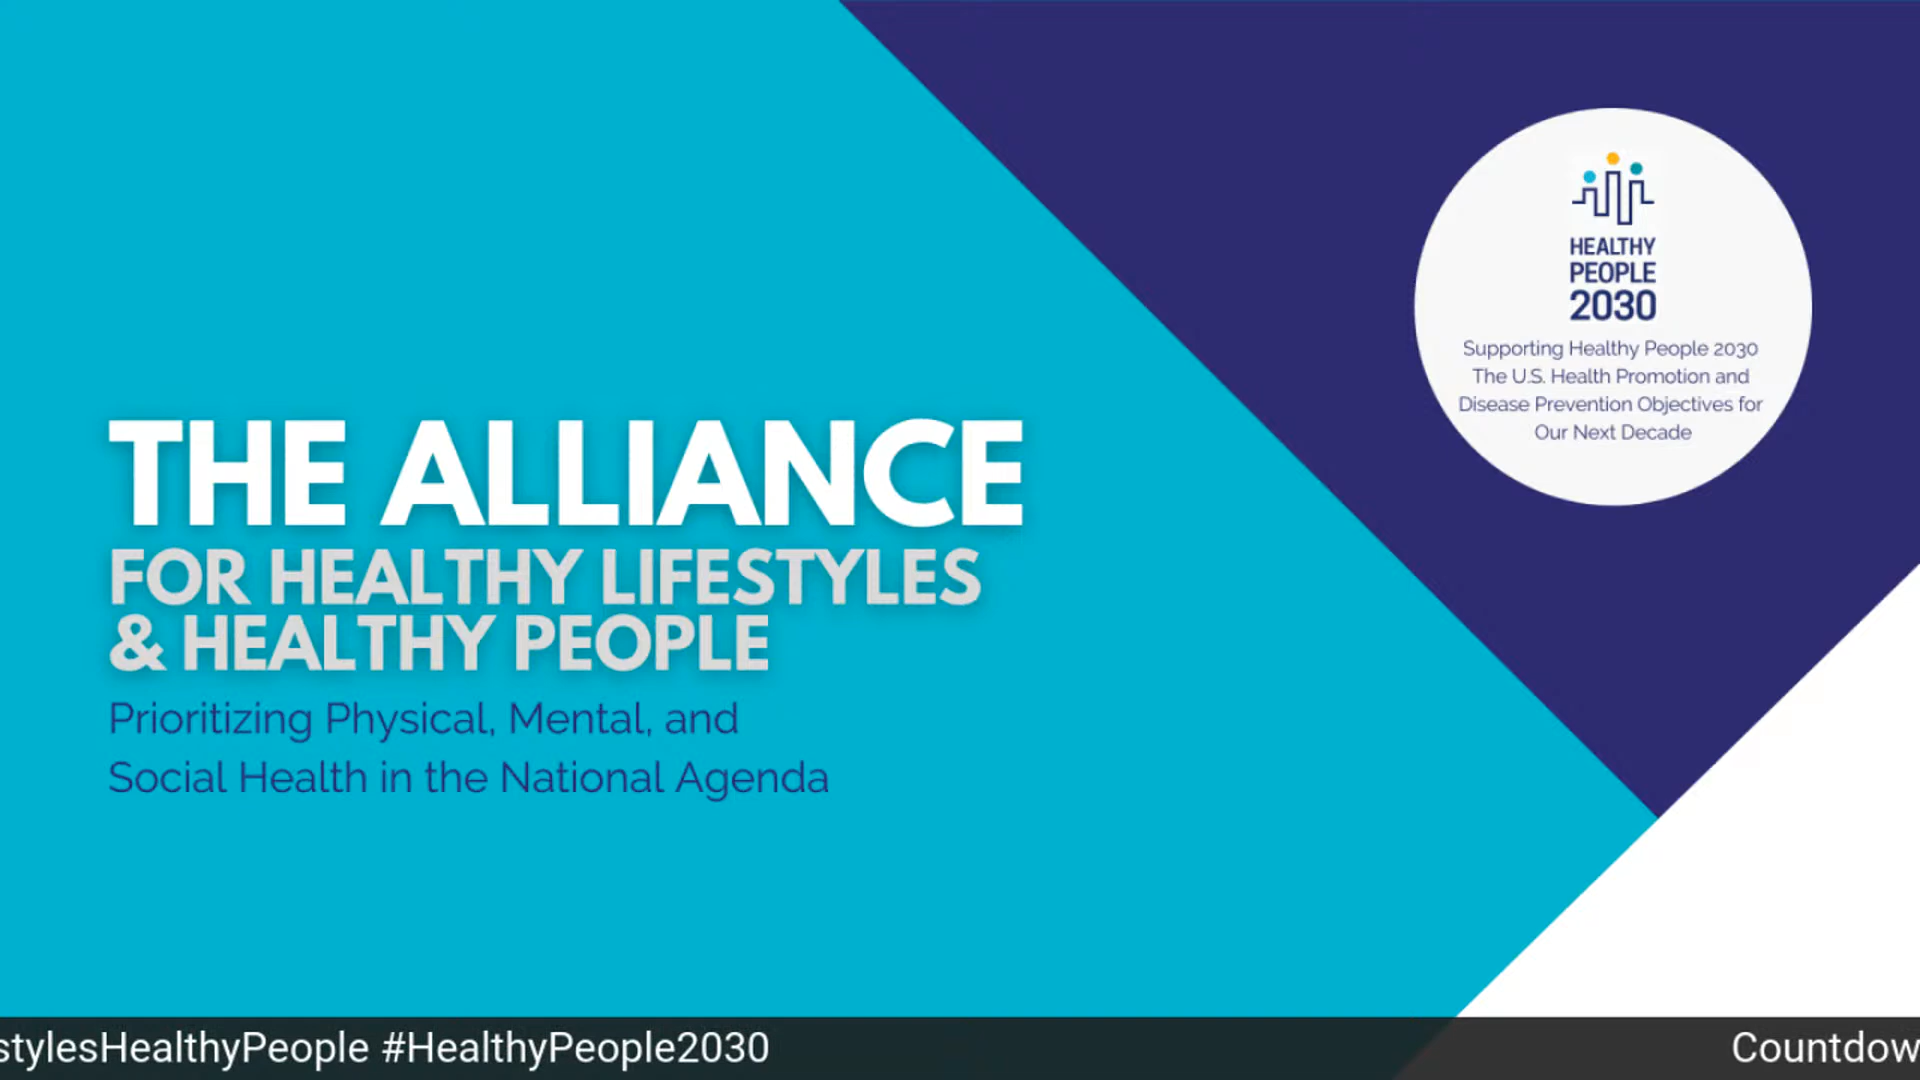 THE ALLIANCE
FOR HEALTHY LIFESTYLES
& HEALTHY PEOPLE
Prioritizing Physical, Mental, and
Social Health in the National Agenda
HEALTHY
PEOPLE
2030
Supporting Healthy People 2030
The U.S. Health Promotion and
Disease Prevention Objectives for
Our Next Decade
stylesHealthyPeople #HealthyPeople2030
Countdow